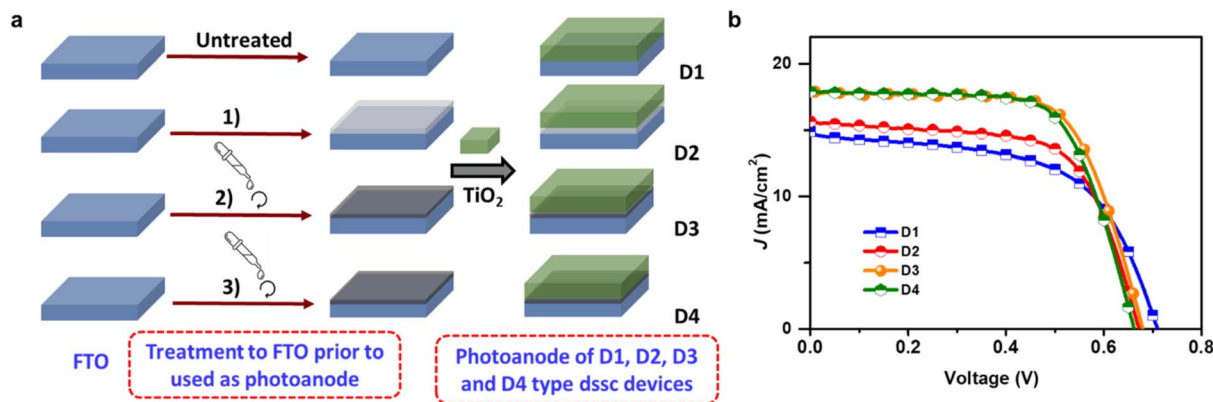 a
Untreated
D1
1)
D2
TiO₂
2)
D3
3)
D4
FTO
Treatment to FTO prior to
used as photoanode
Photoanode of D1, D2, D3
and D4 type dssc devices
b
20
10
0
J (mA/cm²)
D1
D2
D3
D4
0.0 0.2 0.4 0.6 0.8
Voltage (V)